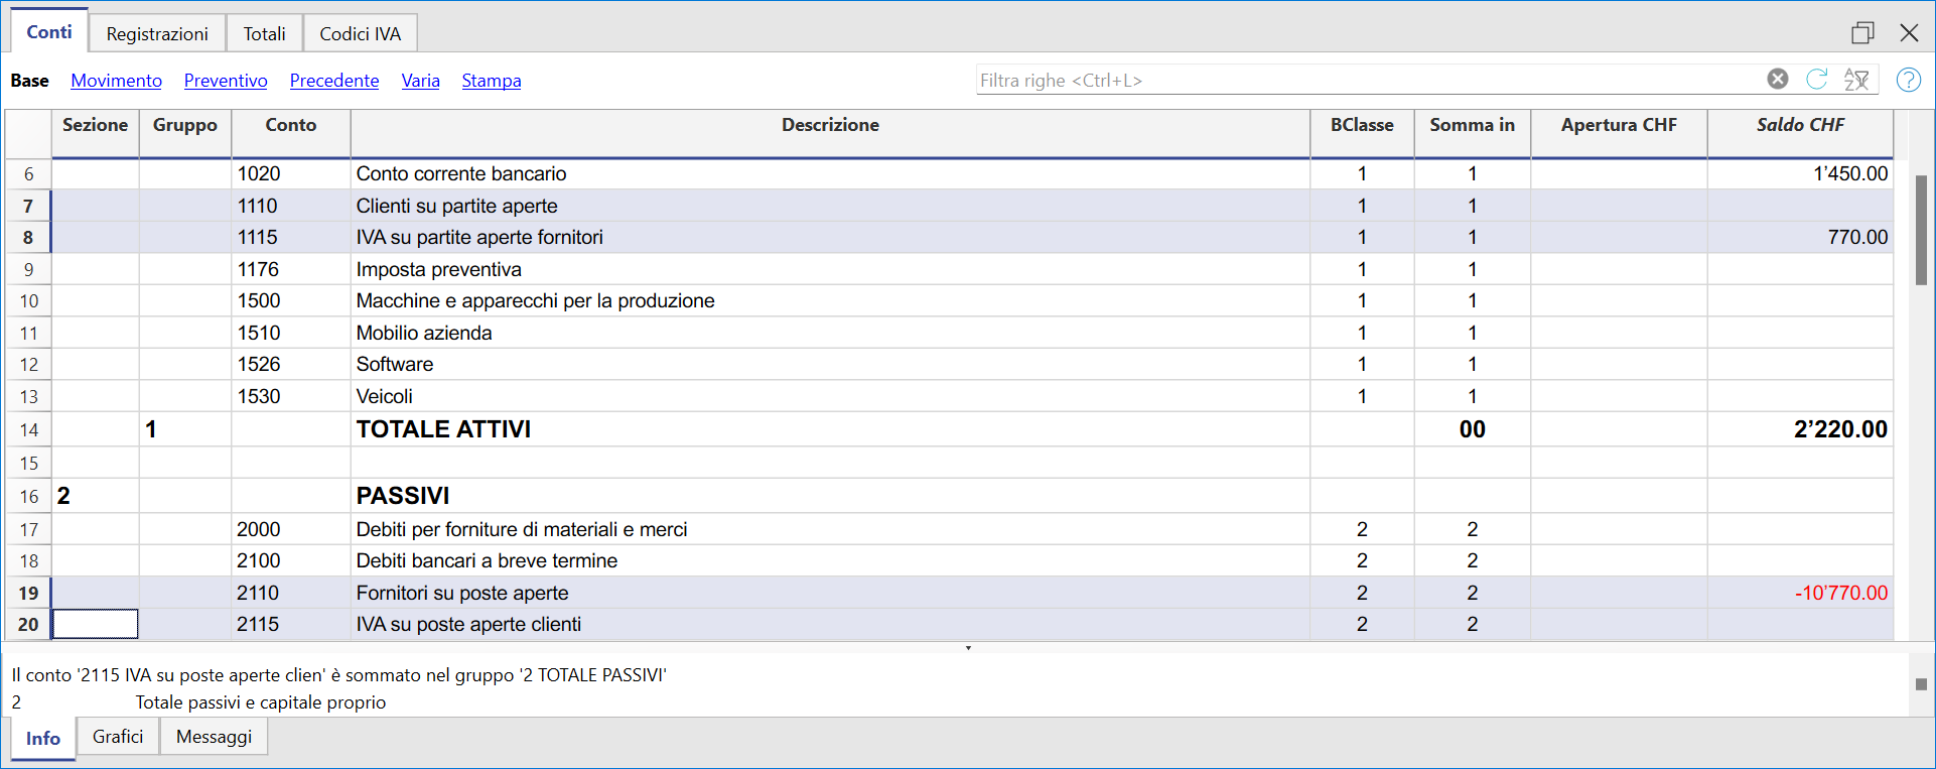 Conti Registrazioni Totali Codici IVA
Base Movimento Preventivo Precedente Varia Stampa Filtra righe <Ctrl+L>
Sezione Gruppo Conto Descrizione BClasse Somma in Apertura CHF Saldo CHF
6 1020 Conto corrente bancario 1 1 1’450.00
7 1110 Clienti su partite aperte 1 1
8 1115 IVA su partite aperte fornitori 1 1 770.00
9 1176 Imposta preventiva 1 1
10 1500 Macchine e apparecchi per la produzione 1 1
11 1510 Mobilio azienda 1 1
12 1526 Software 1 1
13 1530 Veicoli 1 1
14 1 TOTALE ATTIVI 00 2’220.00
15
16 2 PASSIVI
17 2000 Debiti per forniture di materiali e merci 2 2
18 2100 Debiti bancari a breve termine 2 2
19 2110 Fornitori su poste aperte 2 2 -10’770.00
20 2115 IVA su poste aperte clienti 2 2
Il conto '2115 IVA su poste aperte clien' è sommato nel gruppo '2 TOTALE PASSIVI'
2 Totale passivi e capitale proprio
Info Grafici Messaggi